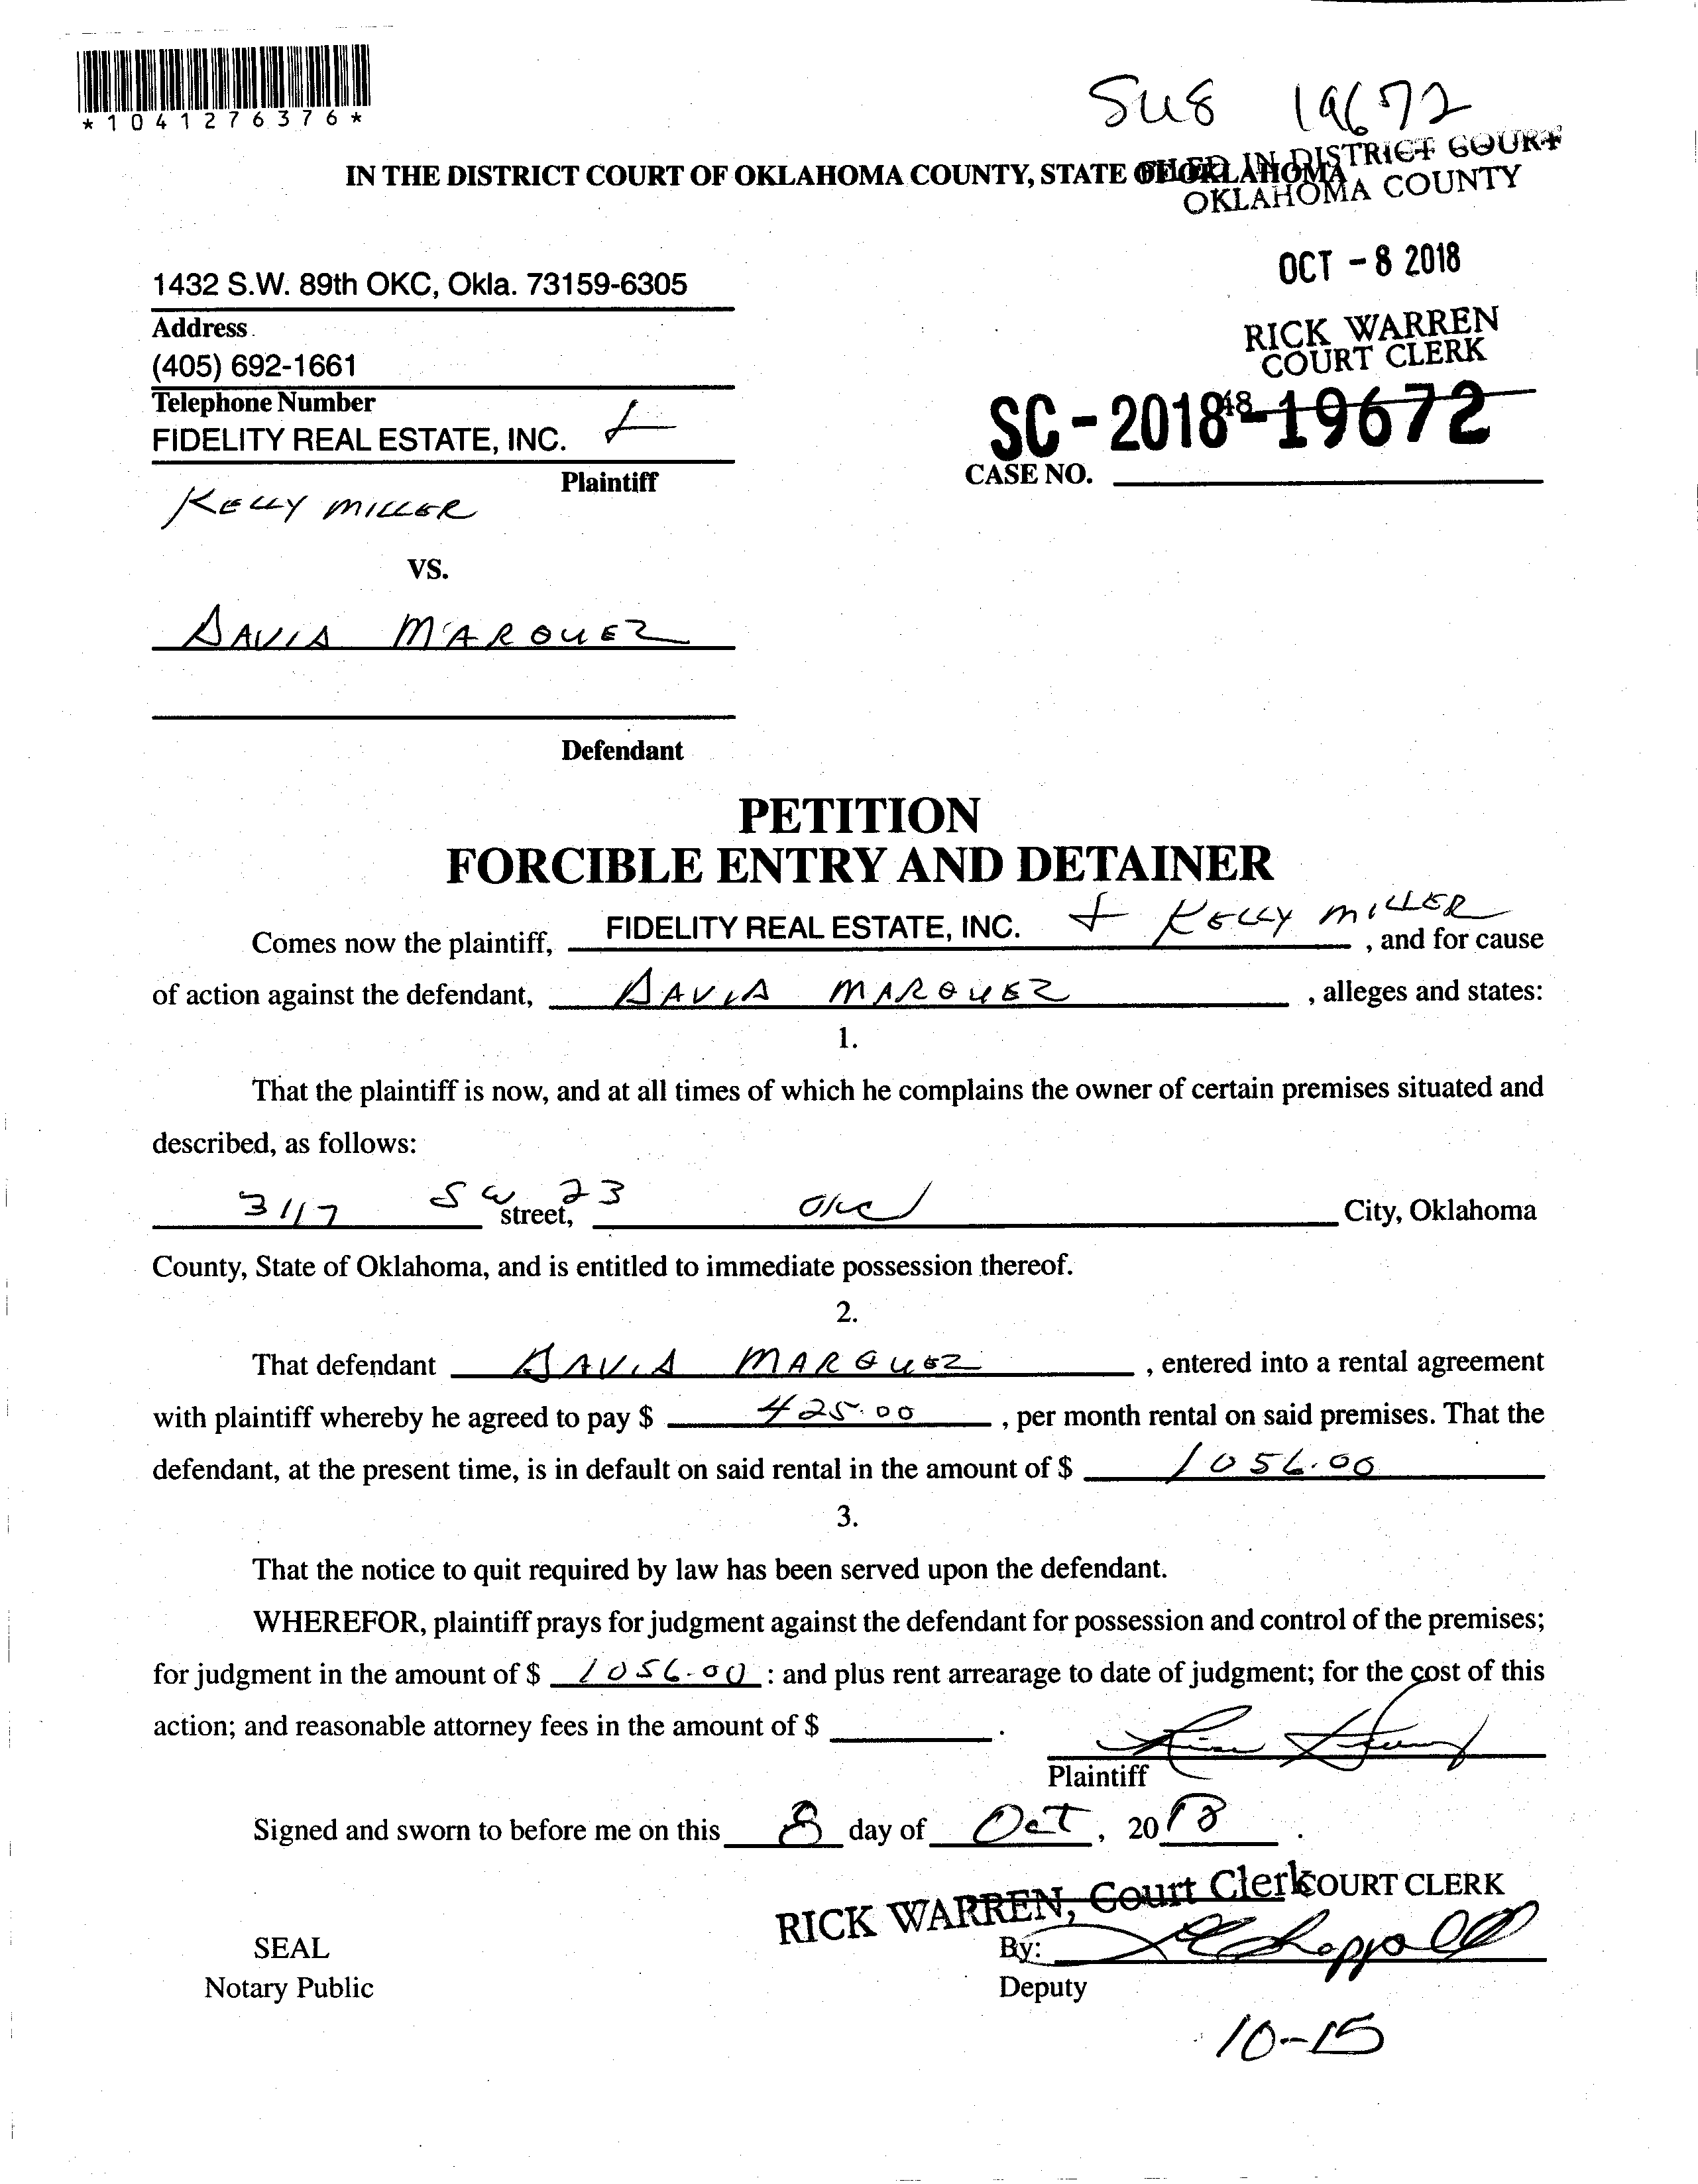 *1041276376*
SUS 19672
IN THE DISTRICT COURT OF OKLAHOMA COUNTY, STATE OF OKLAHOMA
FILED IN DISTRICT COURT
OKLAHOMA COUNTY
OCT - 8 2018
RICK WARREN
COURT CLERK
1432 S.W. 89th OKC, Okla. 73159-6305
Address
(405) 692-1661
Telephone Number
FIDELITY REAL ESTATE, INC. +
Plaintiff
KELLY MILLER
SC - 2018 48 - 19672
CASE NO.
VS.
DAVID MARQUEZ
Defendant
PETITION
FORCIBLE ENTRY AND DETAINER
Comes now the plaintiff, FIDELITY REAL ESTATE, INC. + KELLY MILLER, and for cause
of action against the defendant, DAVID MARQUEZ, alleges and states:
1.
That the plaintiff is now, and at all times of which he complains the owner of certain premises situated and
described, as follows:
3117 SW 23 street, OKC City, Oklahoma
County, State of Oklahoma, and is entitled to immediate possession thereof.
2.
That defendant DAVID MARQUEZ, entered into a rental agreement
with plaintiff whereby he agreed to pay $ 425.00, per month rental on said premises. That the
defendant, at the present time, is in default on said rental in the amount of $ 1056.00
3.
That the notice to quit required by law has been served upon the defendant.
WHEREFOR, plaintiff prays for judgment against the defendant for possession and control of the premises;
for judgment in the amount of $ 1056.00 : and plus rent arrearage to date of judgment; for the cost of this
action; and reasonable attorney fees in the amount of $ .
Plaintiff
Signed and sworn to before me on this 8 day of Oct, 2018.
RICK WARREN, Court Clerk COURT CLERK
SEAL
By:
Notary Public
Deputy
10-15